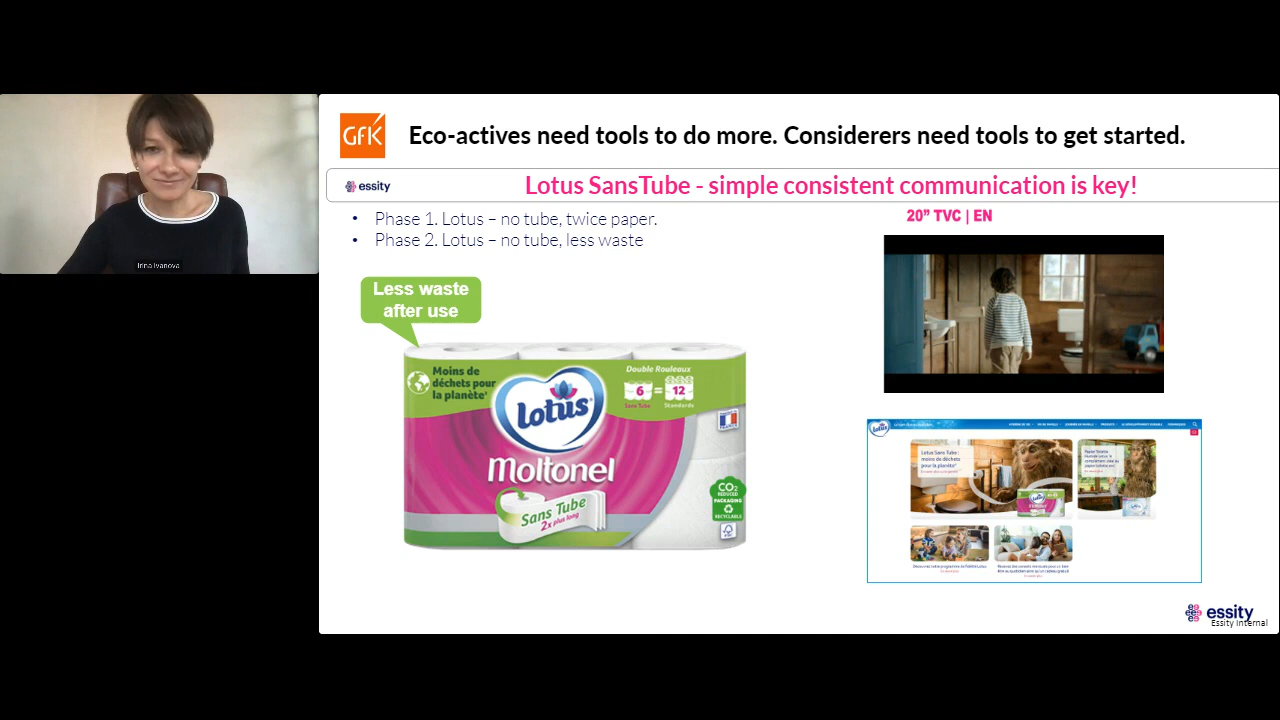 GFK
Eco-actives need tools to do more. Considerers need tools to get started.
essity
Lotus SansTube - simple consistent communication is key!
• Phase 1. Lotus – no tube, twice paper.
• Phase 2. Lotus – no tube, less waste
20” TVC | EN
Irina Ivanova
Less waste
after use
Moins de
déchets pour
la planète*
Double Rouleaux
6 = 12
Sans Tube
Standards
lotus
Moltonel
Sans Tube
2x plus long
CO2
REDUCED
PACKAGING
RECYCLABLE
FSC
lotus
Lotus Sans Tube :
moins de déchets
pour la planète*
essity
Essity Internal